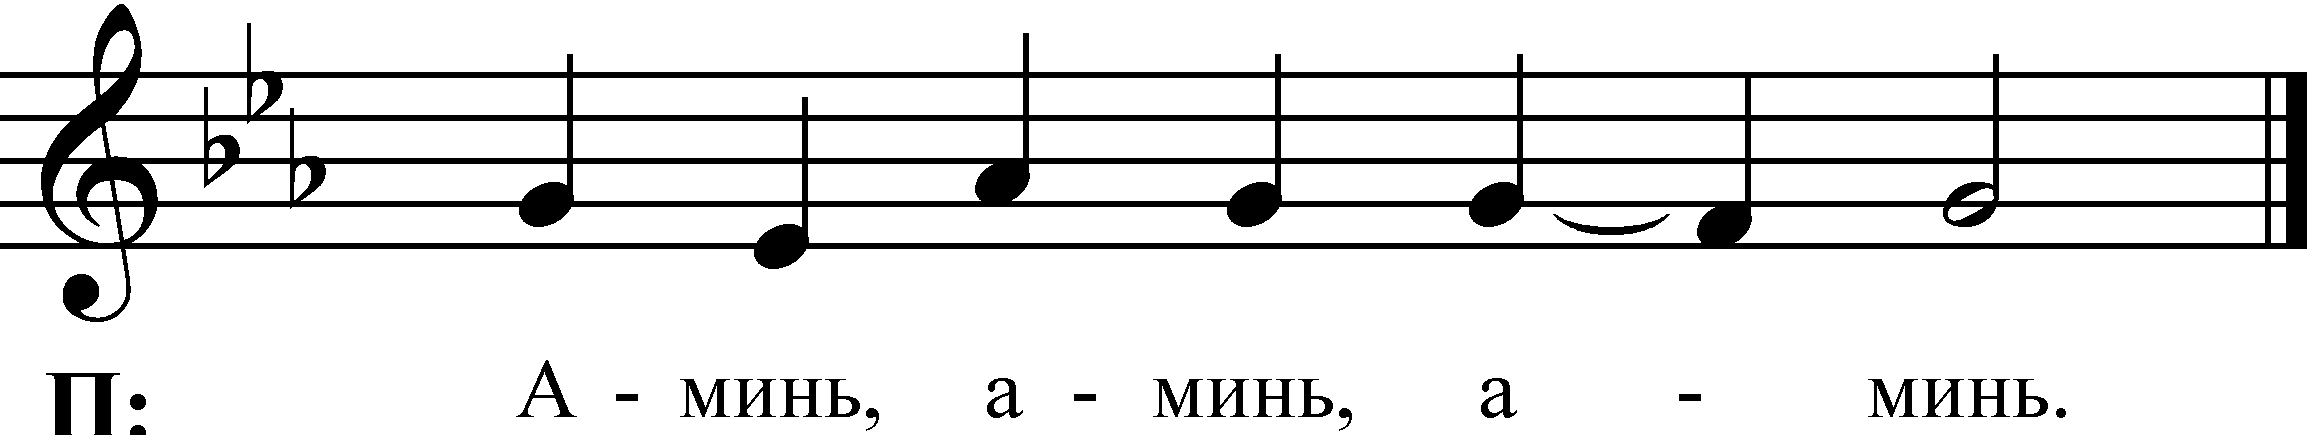 П: А - минь, а - минь, а - минь.